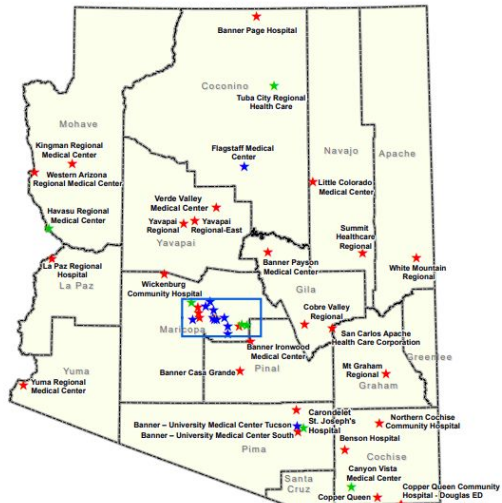 Banner Page Hospital
Coconino
Tuba City Regional
Health Care
Mohave
Kingman Regional
Medical Center
Western Arizona
Regional Medical Center
Flagstaff Medical
Center
Navajo
Apache
Little Colorado
Medical Center
Havasu Regional
Medical Center
Verde Valley
Medical Center
Yavapai
Regional
Yavapai
Regional-East
Yavapai
Summit
Healthcare
Regional
La Paz Regional
Hospital
La Paz
Banner Payson
Medical Center
White Mountain
Regional
Wickenburg
Community Hospital
Gila
Maricopa
Cobre Valley
Regional
San Carlos Apache
Health Care Corporation
Greenlee
Banner Ironwood
Medical Center
Pinal
Yuma
Yuma Regional
Medical Center
Banner Casa Grande
Mt Graham
Regional
Graham
Carondelet
St. Joseph's
Hospital
Banner – University Medical Center Tucson
Banner – University Medical Center South
Pima
Northern Cochise
Community Hospital
Benson Hospital
Cochise
Canyon Vista
Medical Center
Santa
Cruz
Copper Queen
Copper Queen Community
Hospital - Douglas ED